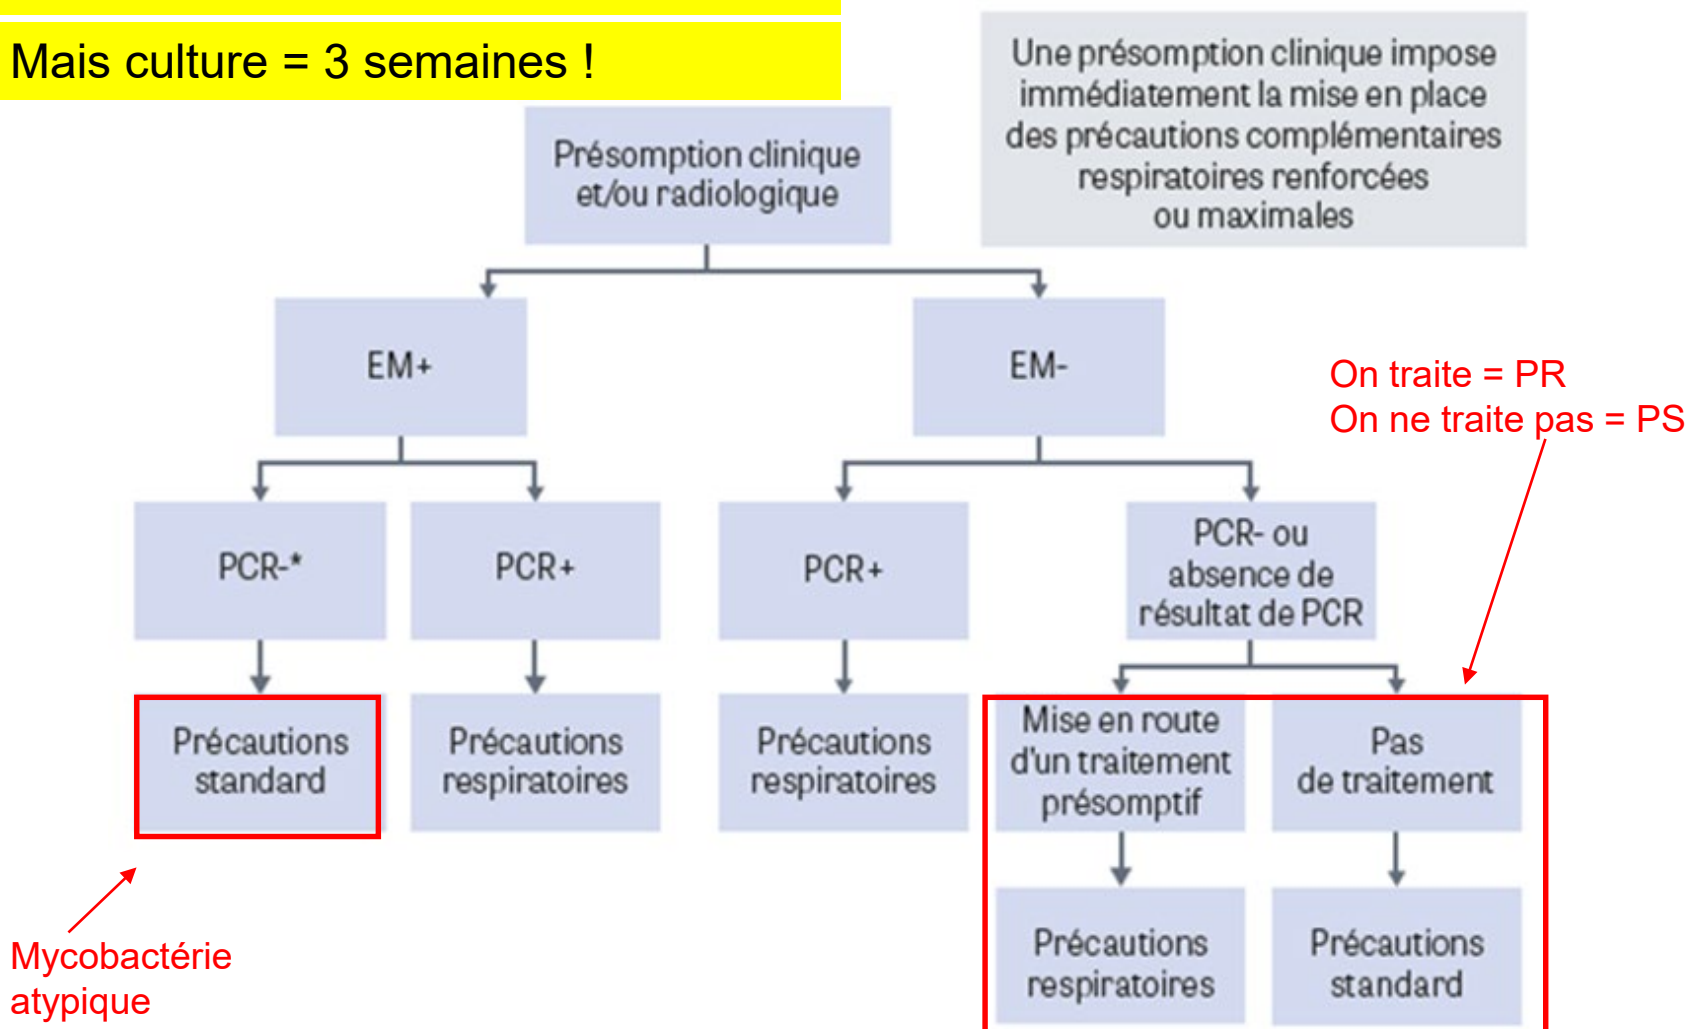 Mais culture = 3 semaines !
Une présomption clinique impose
immédiatement la mise en place
des précautions complémentaires
respiratoires renforcées
ou maximales
Présomption clinique
et/ou radiologique
EM+
EM-
On traite = PR
On ne traite pas = PS
PCR-*
PCR+
PCR+
PCR- ou
absence de
résultat de PCR
Précautions
standard
Précautions
respiratoires
Précautions
respiratoires
Mise en route
d'un traitement
présomptif
Pas
de traitement
Mycobactérie
atypique
Précautions
respiratoires
Précautions
standard